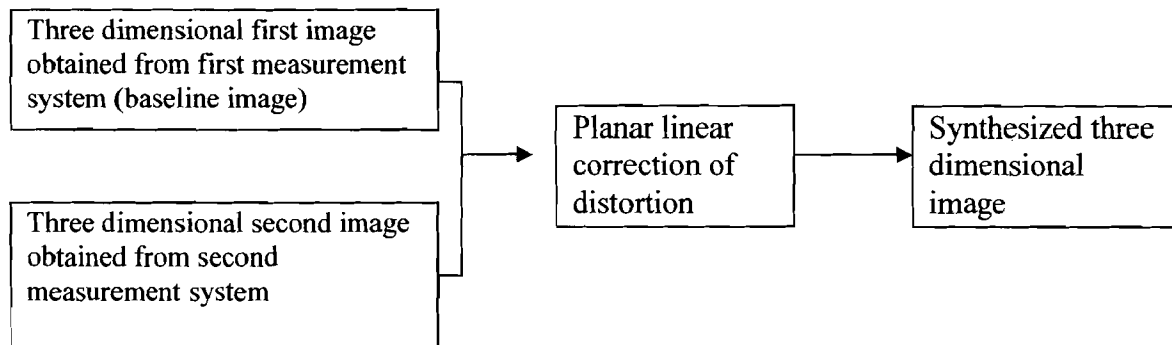 Three dimensional first image
obtained from first measurement
system (baseline image)
Three dimensional second image
obtained from second
measurement system
Planar linear
correction of
distortion
Synthesized three
dimensional
image